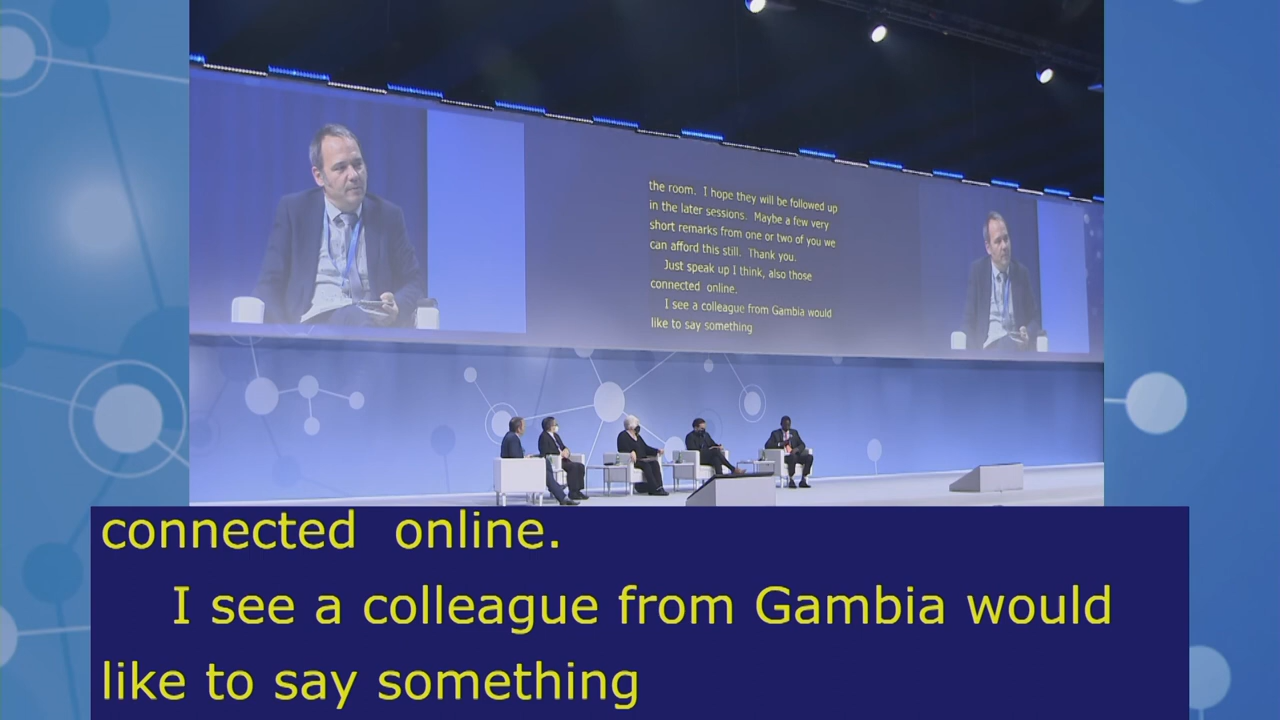 the room.  I hope they will be followed up
in the later sessions.  Maybe a few very
short remarks from one or two of you we
can afford this still.  Thank you.
Just speak up I think, also those
connected  online.
I see a colleague from Gambia would
like to say something
connected  online.
I see a colleague from Gambia would
like to say something